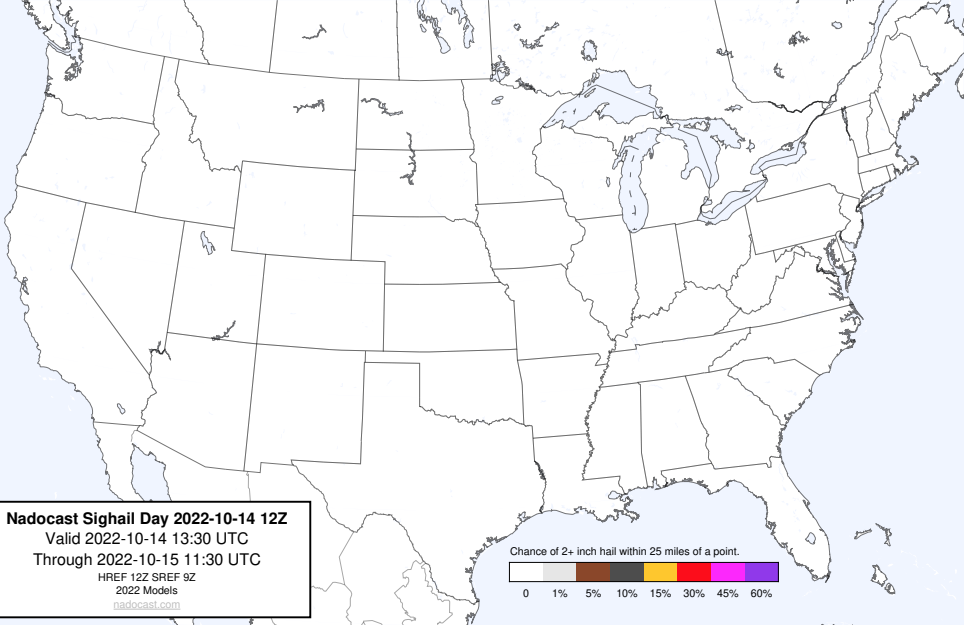 Nadocast Sighail Day 2022-10-14 12Z
Valid 2022-10-14 13:30 UTC
Through 2022-10-15 11:30 UTC
HREF 12Z SREF 9Z
2022 Models
nadocast.com
Chance of 2+ inch hail within 25 miles of a point.
0 1% 5% 10% 15% 30% 45% 60%